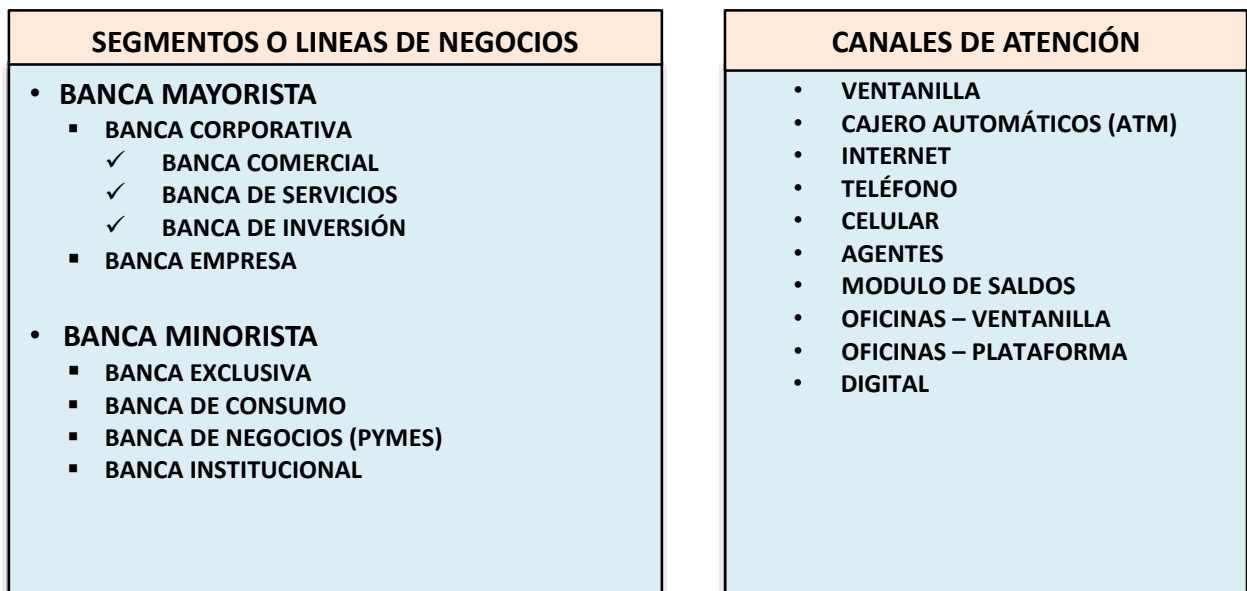 SEGMENTOS O LINEAS DE NEGOCIOS
• BANCA MAYORISTA
▪ BANCA CORPORATIVA
✓ BANCA COMERCIAL
✓ BANCA DE SERVICIOS
✓ BANCA DE INVERSIÓN
▪ BANCA EMPRESA
• BANCA MINORISTA
▪ BANCA EXCLUSIVA
▪ BANCA DE CONSUMO
▪ BANCA DE NEGOCIOS (PYMES)
▪ BANCA INSTITUCIONAL
CANALES DE ATENCIÓN
• VENTANILLA
• CAJERO AUTOMÁTICOS (ATM)
• INTERNET
• TELÉFONO
• CELULAR
• AGENTES
• MODULO DE SALDOS
• OFICINAS – VENTANILLA
• OFICINAS – PLATAFORMA
• DIGITAL